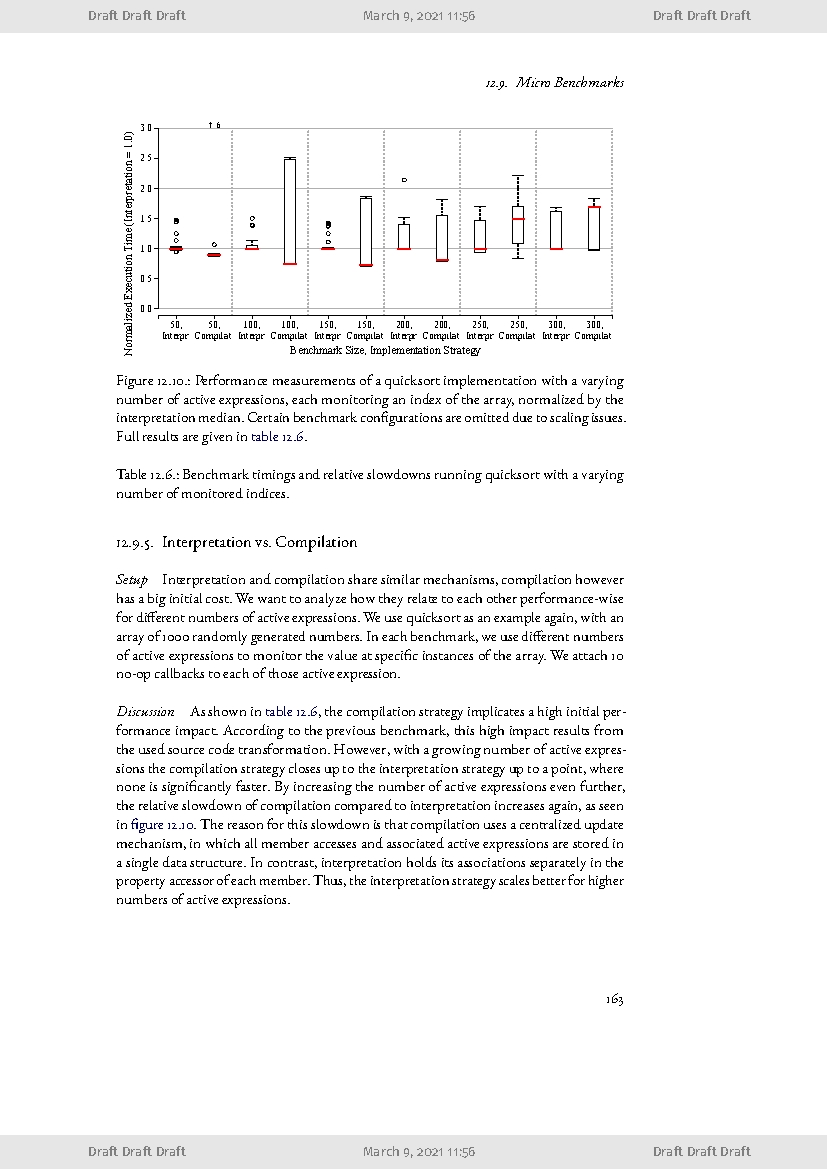 Draft Draft Draft March 9, 2021 11:56 Draft Draft Draft
12.9. Micro Benchmarks
↑ 6
Normalized Execution Time (Interpretation = 1.0)
3.0
2.5
2.0
1.5
1.0
0.5
0.0
50, 50, 100, 100, 150, 150, 200, 200, 250, 250, 300, 300,
Interpr Compilat Interpr Compilat Interpr Compilat Interpr Compilat Interpr Compilat Interpr Compilat
Benchmark Size, Implementation Strategy
Figure 12.10.: Performance measurements of a quicksort implementation with a varying
number of active expressions, each monitoring an index of the array, normalized by the
interpretation median. Certain benchmark configurations are omitted due to scaling issues.
Full results are given in table 12.6.
Table 12.6.: Benchmark timings and relative slowdowns running quicksort with a varying
number of monitored indices.
12.9.5. Interpretation vs. Compilation
Setup Interpretation and compilation share similar mechanisms, compilation however
has a big initial cost. We want to analyze how they relate to each other performance-wise
for different numbers of active expressions. We use quicksort as an example again, with an
array of 1000 randomly generated numbers. In each benchmark, we use different numbers
of active expressions to monitor the value at specific instances of the array. We attach 10
no-op callbacks to each of those active expression.
Discussion As shown in table 12.6, the compilation strategy implicates a high initial per-
formance impact. According to the previous benchmark, this high impact results from
the used source code transformation. However, with a growing number of active expres-
sions the compilation strategy closes up to the interpretation strategy up to a point, where
none is significantly faster. By increasing the number of active expressions even further,
the relative slowdown of compilation compared to interpretation increases again, as seen
in figure 12.10. The reason for this slowdown is that compilation uses a centralized update
mechanism, in which all member accesses and associated active expressions are stored in
a single data structure. In contrast, interpretation holds its associations separately in the
property accessor of each member. Thus, the interpretation strategy scales better for higher
numbers of active expressions.
163
Draft Draft Draft March 9, 2021 11:56 Draft Draft Draft